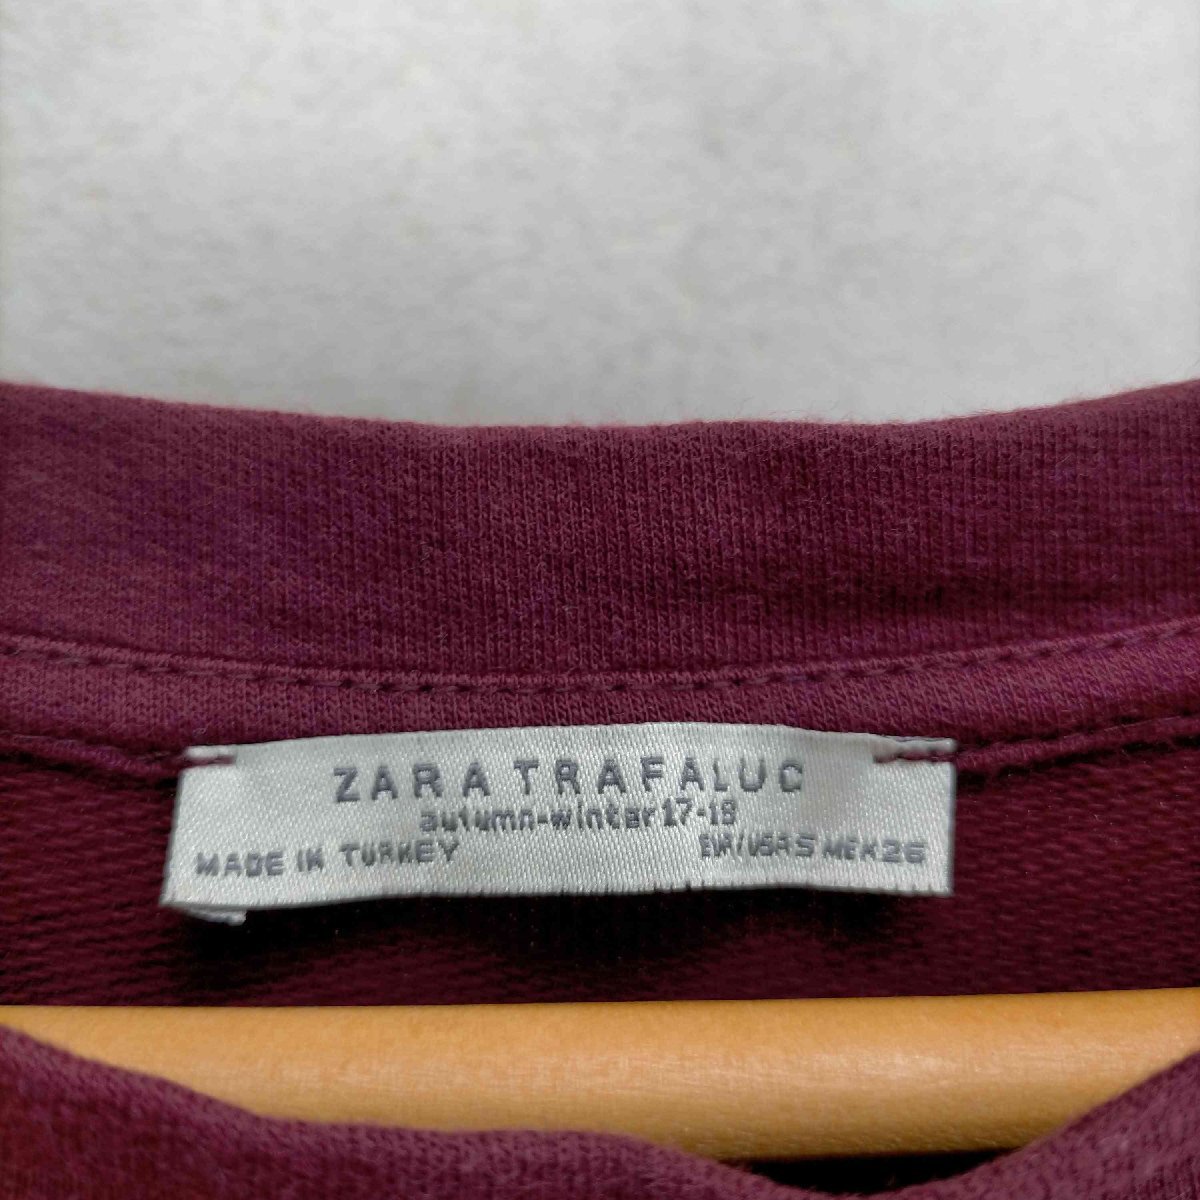 ZARA TRAFALUC
autumn-winter 17-18
MADE IN TURKEY EUR/USA S MEX 26